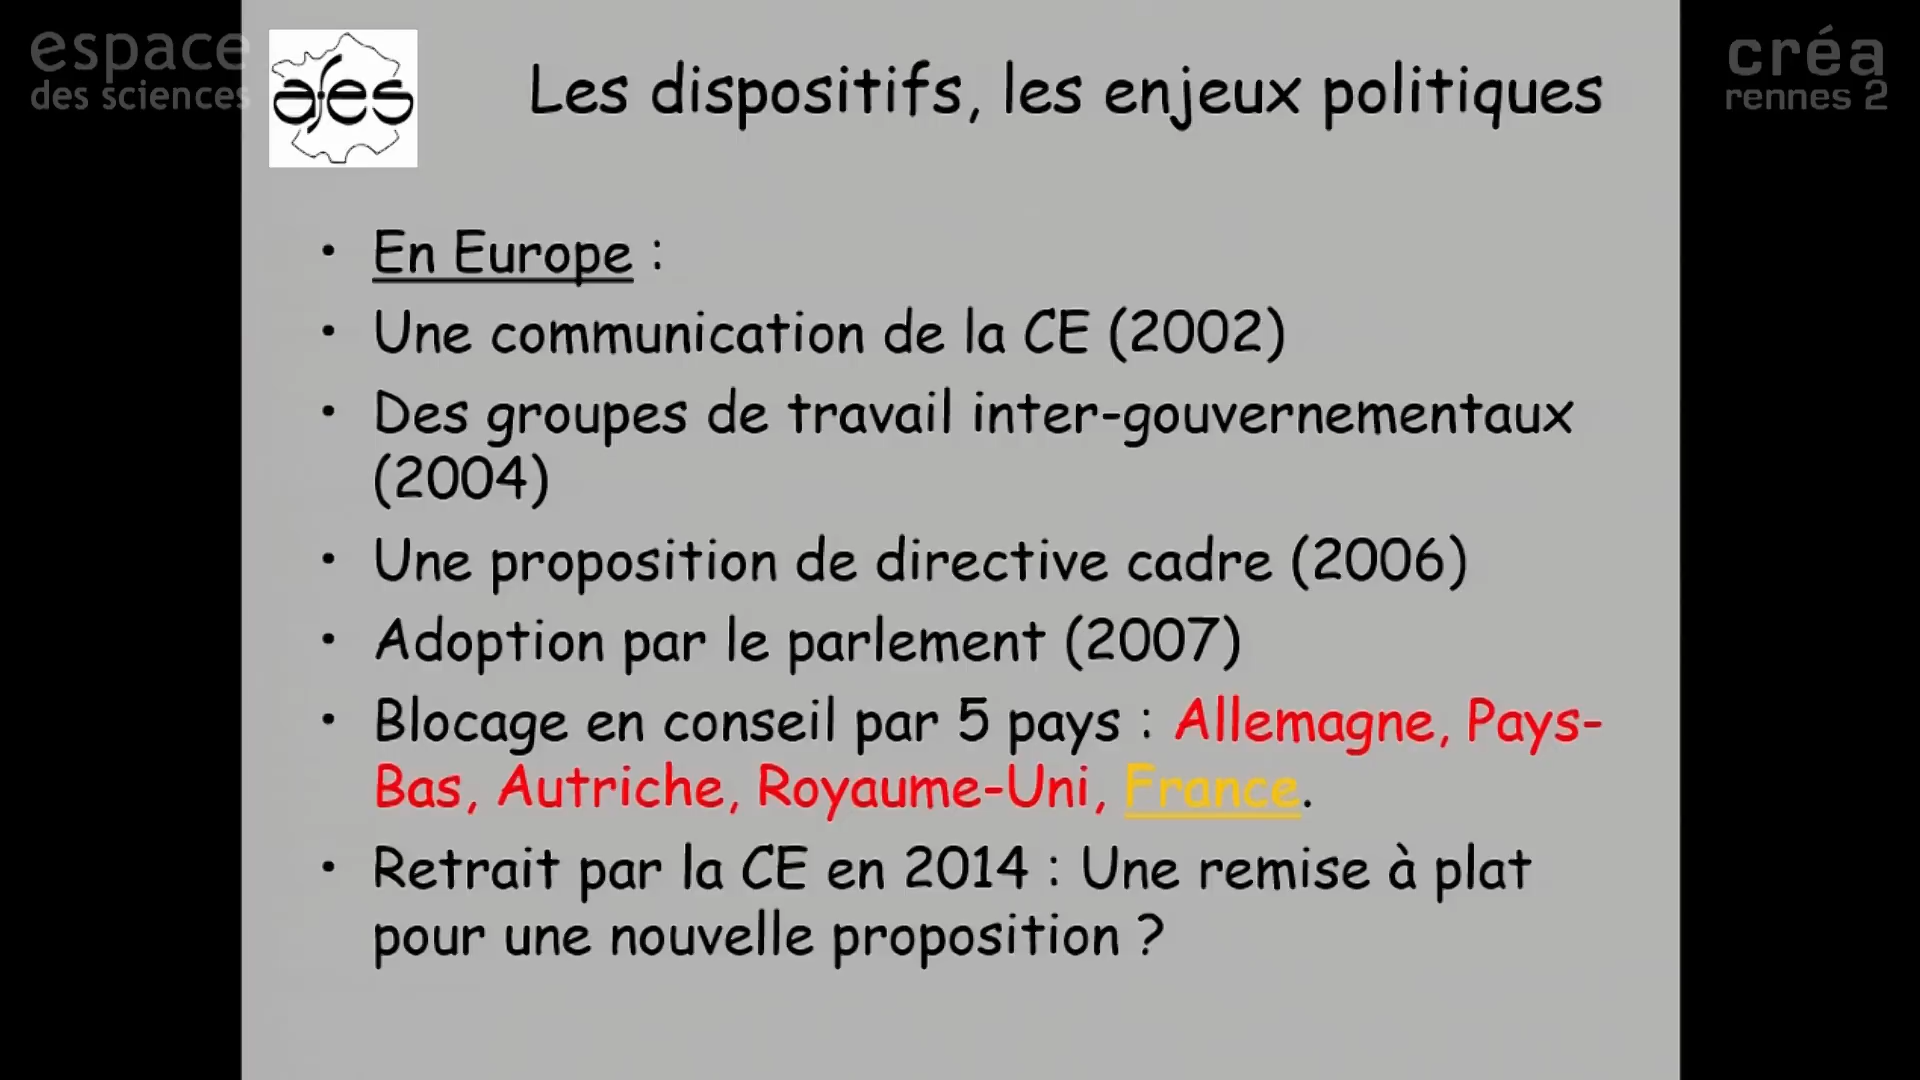 espace
des sciences
afes
créa
rennes 2
Les dispositifs, les enjeux politiques
• En Europe :
• Une communication de la CE (2002)
• Des groupes de travail inter-gouvernementaux
(2004)
• Une proposition de directive cadre (2006)
• Adoption par le parlement (2007)
• Blocage en conseil par 5 pays : Allemagne, Pays-
Bas, Autriche, Royaume-Uni, France.
• Retrait par la CE en 2014 : Une remise à plat
pour une nouvelle proposition ?